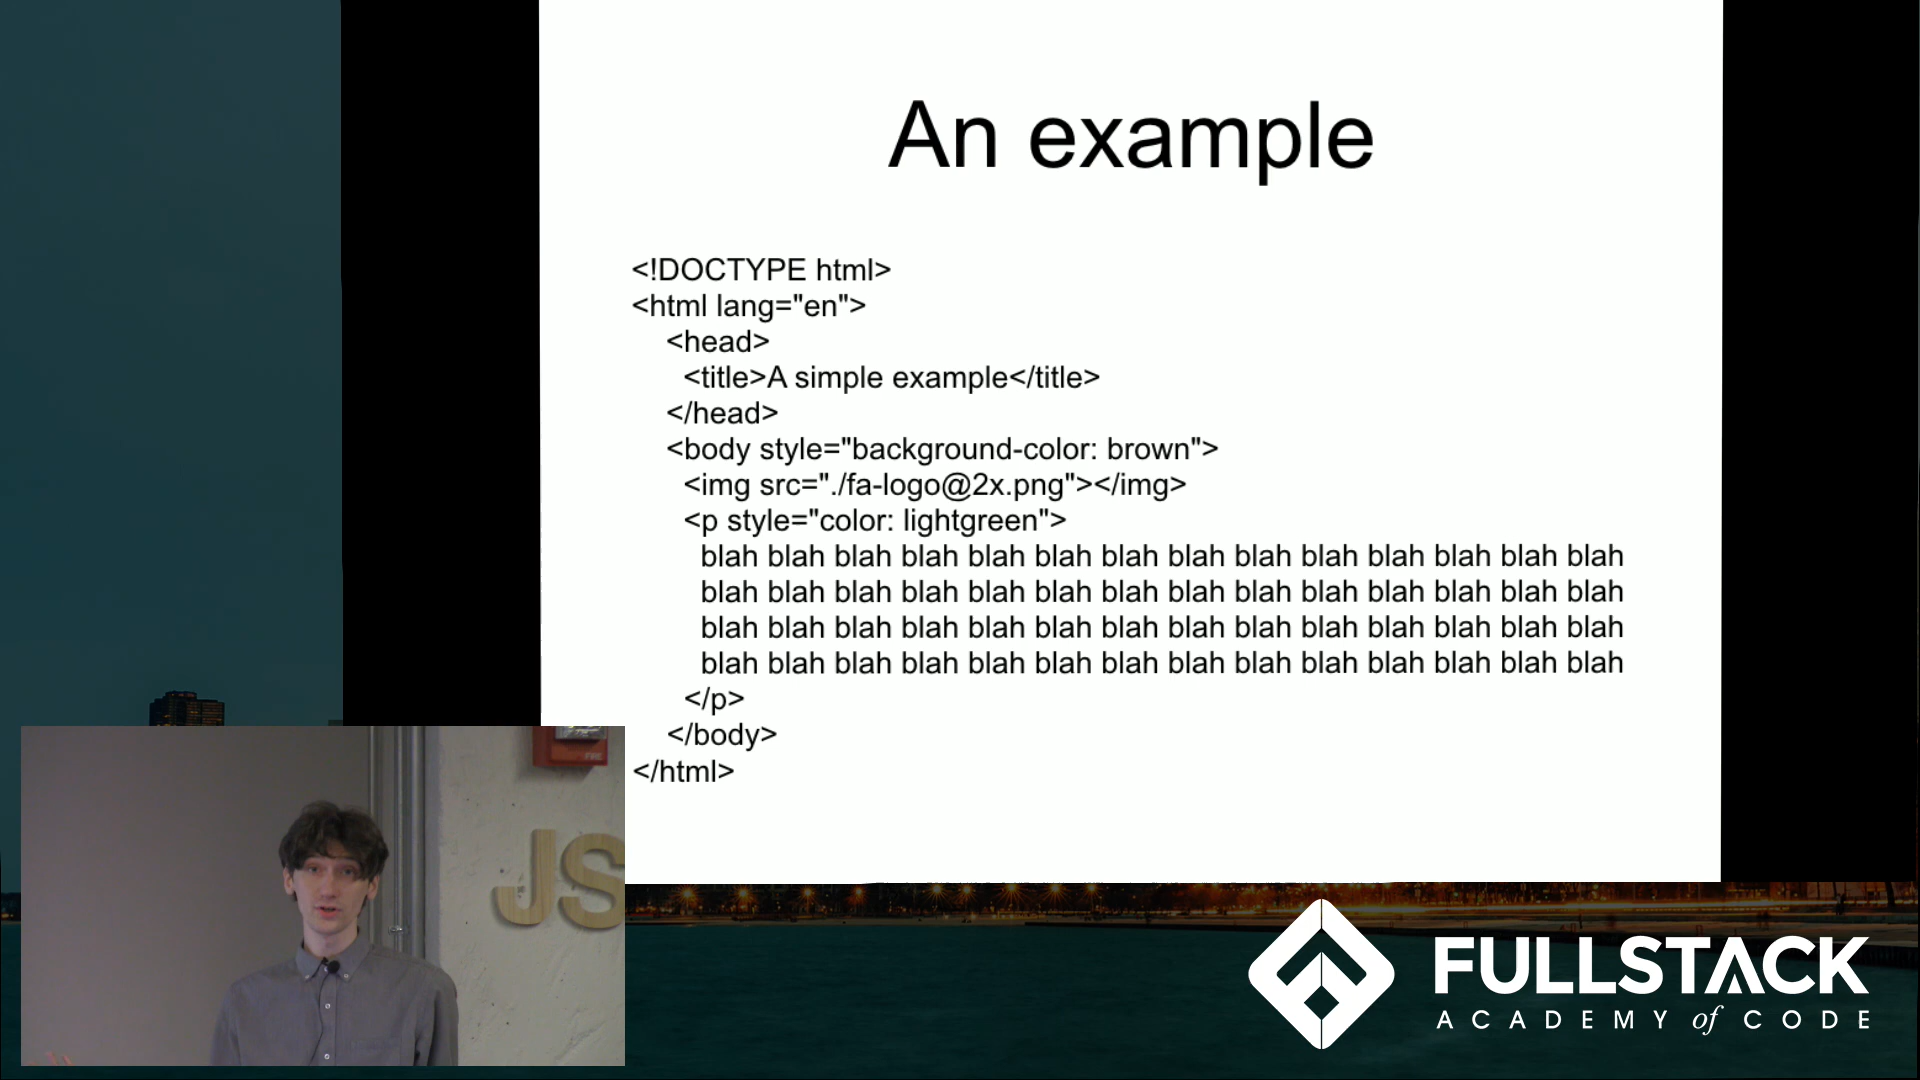 An example
<!DOCTYPE html>
<html lang="en">
<head>
<title>A simple example</title>
</head>
<body style="background-color: brown">
<img src="./fa-logo@2x.png"></img>
<p style="color: lightgreen">
blah blah blah blah blah blah blah blah blah blah blah blah blah blah
blah blah blah blah blah blah blah blah blah blah blah blah blah blah
blah blah blah blah blah blah blah blah blah blah blah blah blah blah
blah blah blah blah blah blah blah blah blah blah blah blah blah blah
</p>
</body>
</html>
FIRE
JS
FULLSTACK
ACADEMY of CODE